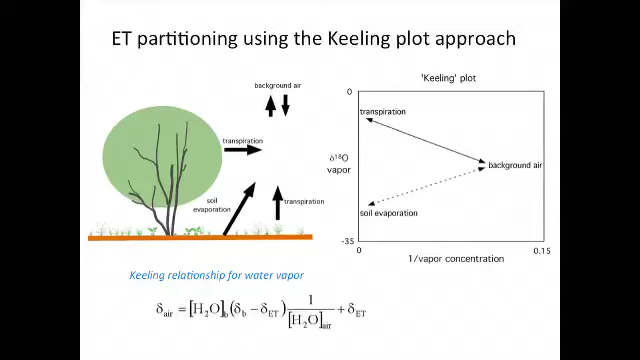 ET partitioning using the Keeling plot approach
background air
transpiration
soil
evaporation
transpiration
'Keeling' plot
0
transpiration
δ¹⁸O
vapor
background air
soil evaporation
-35
0
0.15
1/vapor concentration
Keeling relationship for water vapor
δair = [H₂O]b (δb − δET) 1/[H₂O]air + δET